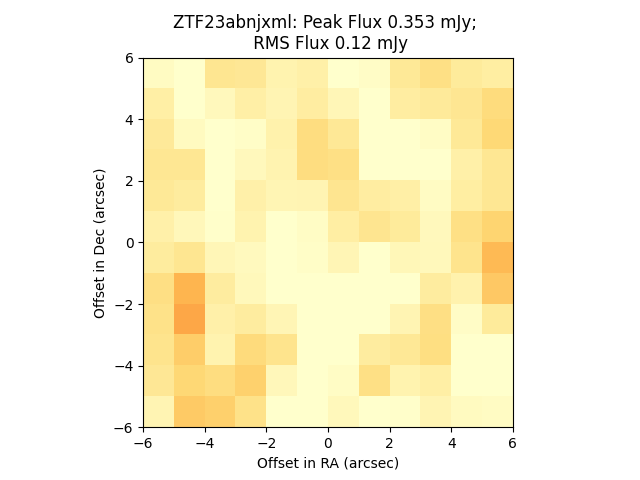 ZTF23abnjxml: Peak Flux 0.353 mJy;
RMS Flux 0.12 mJy
6
4
2
0
−2
−4
−6
Offset in Dec (arcsec)
−6 −4 −2 0 2 4 6
Offset in RA (arcsec)